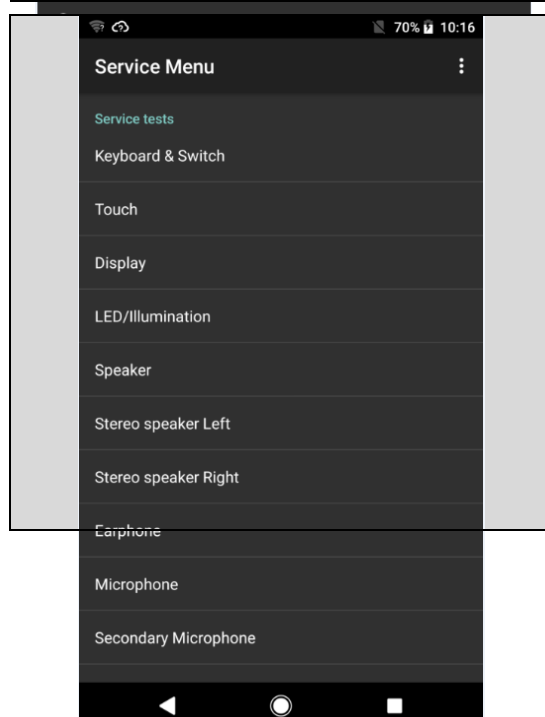 70% 10:16
Service Menu
Service tests
Keyboard & Switch
Touch
Display
LED/Illumination
Speaker
Stereo speaker Left
Stereo speaker Right
Earphone
Microphone
Secondary Microphone